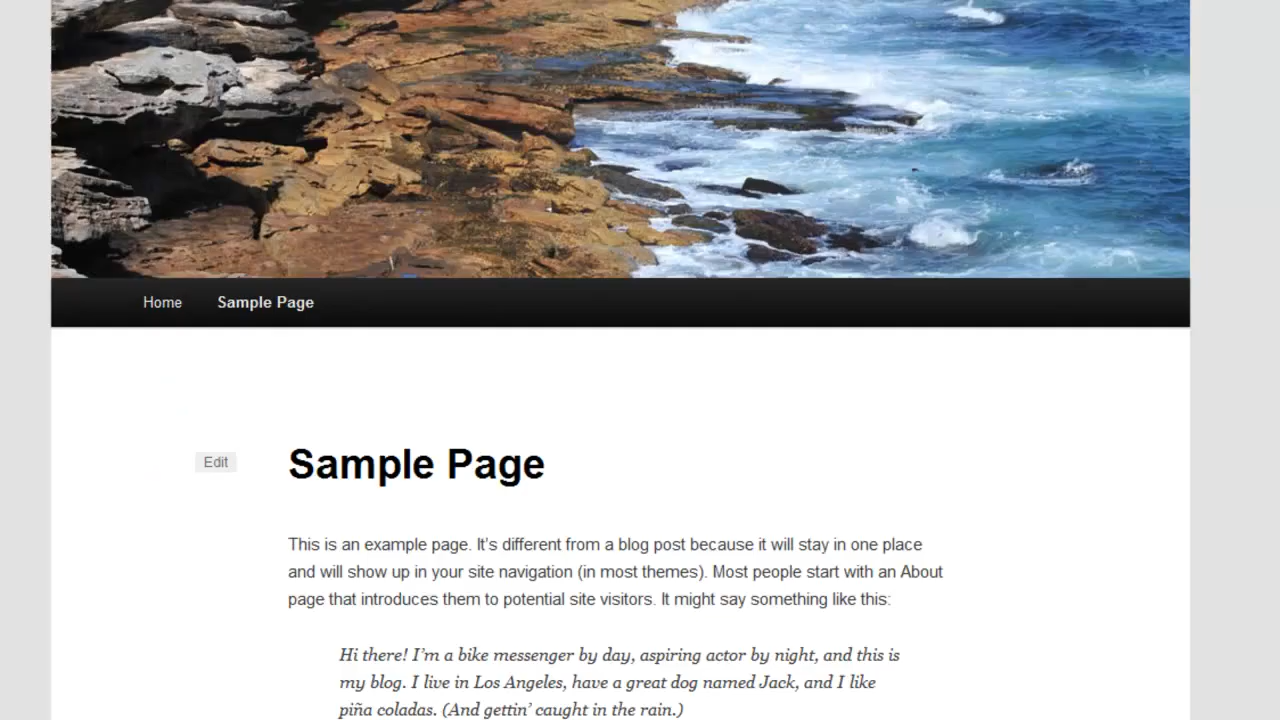 Home Sample Page
Edit
Sample Page
This is an example page. It’s different from a blog post because it will stay in one place
and will show up in your site navigation (in most themes). Most people start with an About
page that introduces them to potential site visitors. It might say something like this:
Hi there! I’m a bike messenger by day, aspiring actor by night, and this is
my blog. I live in Los Angeles, have a great dog named Jack, and I like
piña coladas. (And gettin’ caught in the rain.)